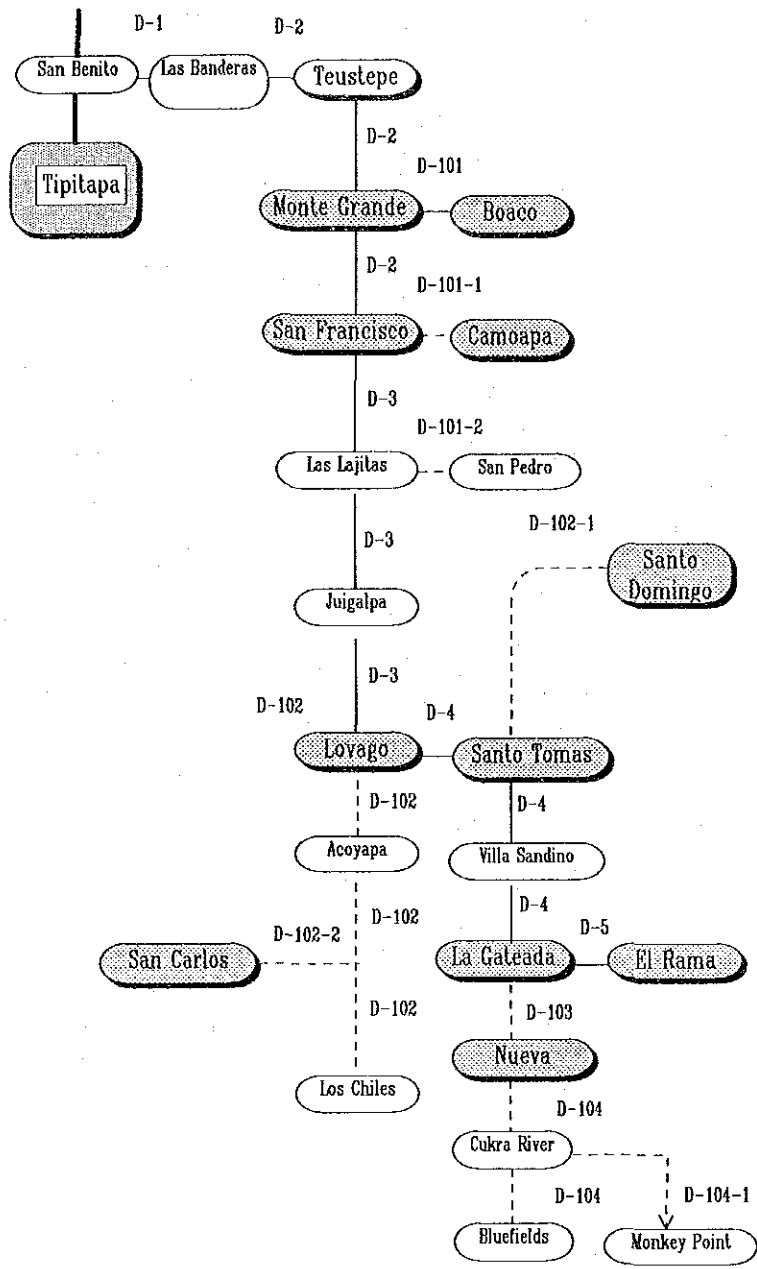 D-1
D-2
San Benito
Las Banderas
Teustepe
D-2
Tipitapa
D-101
Monte Grande
Boaco
D-2
D-101-1
San Francisco
Camoapa
D-3
D-101-2
Las Lajitas
San Pedro
D-102-1
D-3
Santo
Domingo
Juigalpa
D-3
D-102
D-4
Lovago
Santo Tomas
D-102
D-4
Acoyapa
Villa Sandino
D-4
D-102
D-5
D-102-2
San Carlos
La Gateada
El Rama
D-102
D-103
Nueva
Los Chiles
D-104
Cukra River
D-104
D-104-1
Bluefields
Monkey Point